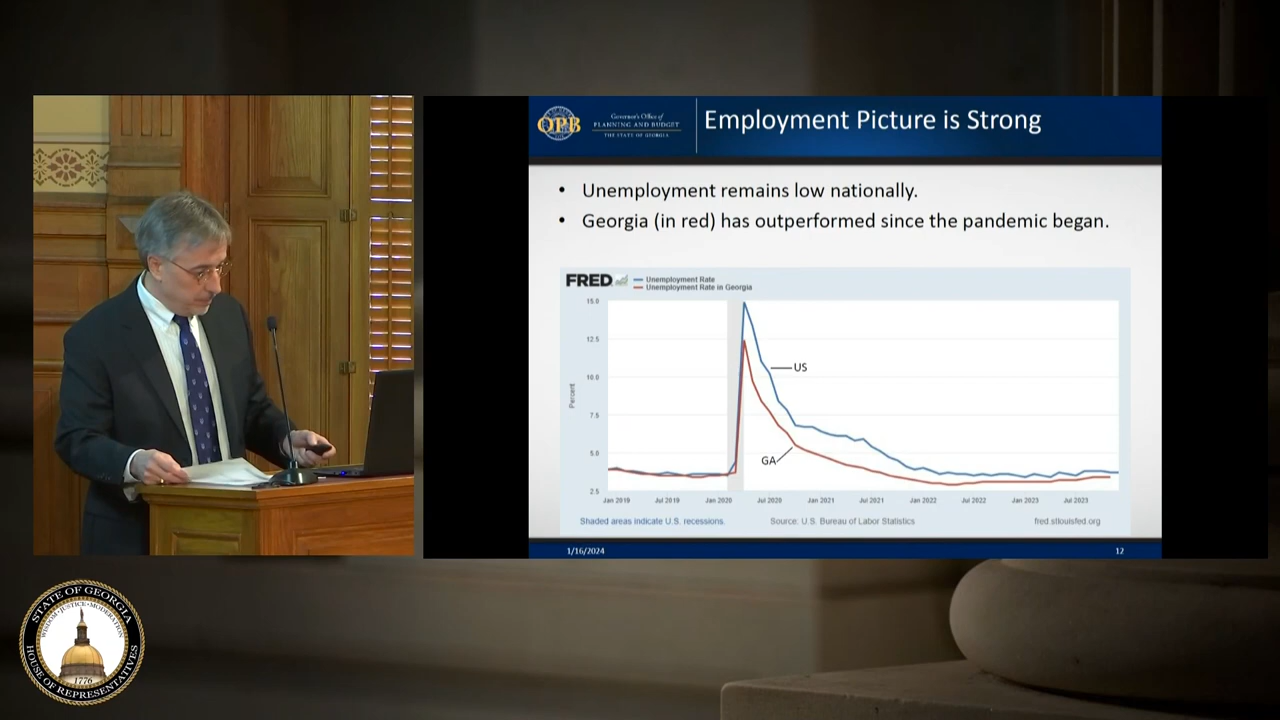 OPB
Governor's Office of
PLANNING AND BUDGET
THE STATE OF GEORGIA
Employment Picture is Strong
• Unemployment remains low nationally.
• Georgia (in red) has outperformed since the pandemic began.
FRED
Unemployment Rate
Unemployment Rate in Georgia
15.0
12.5
10.0
7.5
5.0
2.5
Percent
US
GA
Jan 2019 Jul 2019 Jan 2020 Jul 2020 Jan 2021 Jul 2021 Jan 2022 Jul 2022 Jan 2023 Jul 2023
Shaded areas indicate U.S. recessions. Source: U.S. Bureau of Labor Statistics fred.stlouisfed.org
1/16/2024 12
STATE OF GEORGIA
WISDOM • JUSTICE • MODERATION
1776
HOUSE OF REPRESENTATIVES